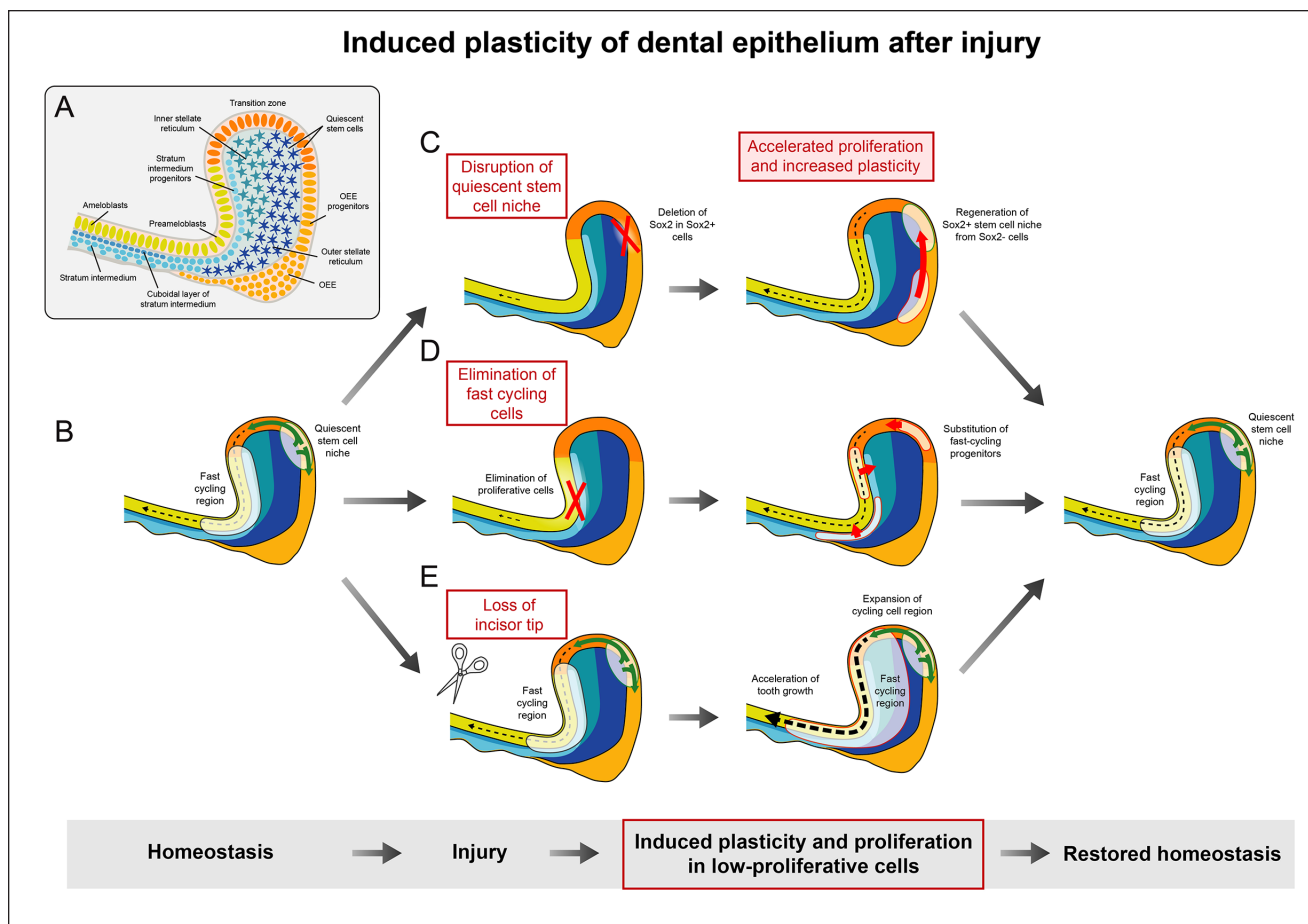 Induced plasticity of dental epithelium after injury
A
Transition zone
Inner stellate
reticulum
Quiescent
stem cells
Stratum
intermedium
progenitors
OEE
progenitors
Ameloblasts
Preameloblasts
Outer stellate
reticulum
Stratum intermedium
Cuboidal layer of
stratum intermedium
OEE
B
Quiescent
stem cell
niche
Fast
cycling
region
C
Disruption of
quiescent stem
cell niche
Deletion of
Sox2 in Sox2+
cells
Accelerated proliferation
and increased plasticity
Regeneration of
Sox2+ stem cell niche
from Sox2- cells
D
Elimination of
fast cycling
cells
Elimination of
proliferative cells
Substitution of
fast-cycling
progenitors
E
Loss of
incisor tip
Fast
cycling
region
Expansion of
cycling cell region
Acceleration of
tooth growth
Fast
cycling
region
Quiescent
stem cell
niche
Fast
cycling
region
Homeostasis
Injury
Induced plasticity and proliferation
in low-proliferative cells
Restored homeostasis